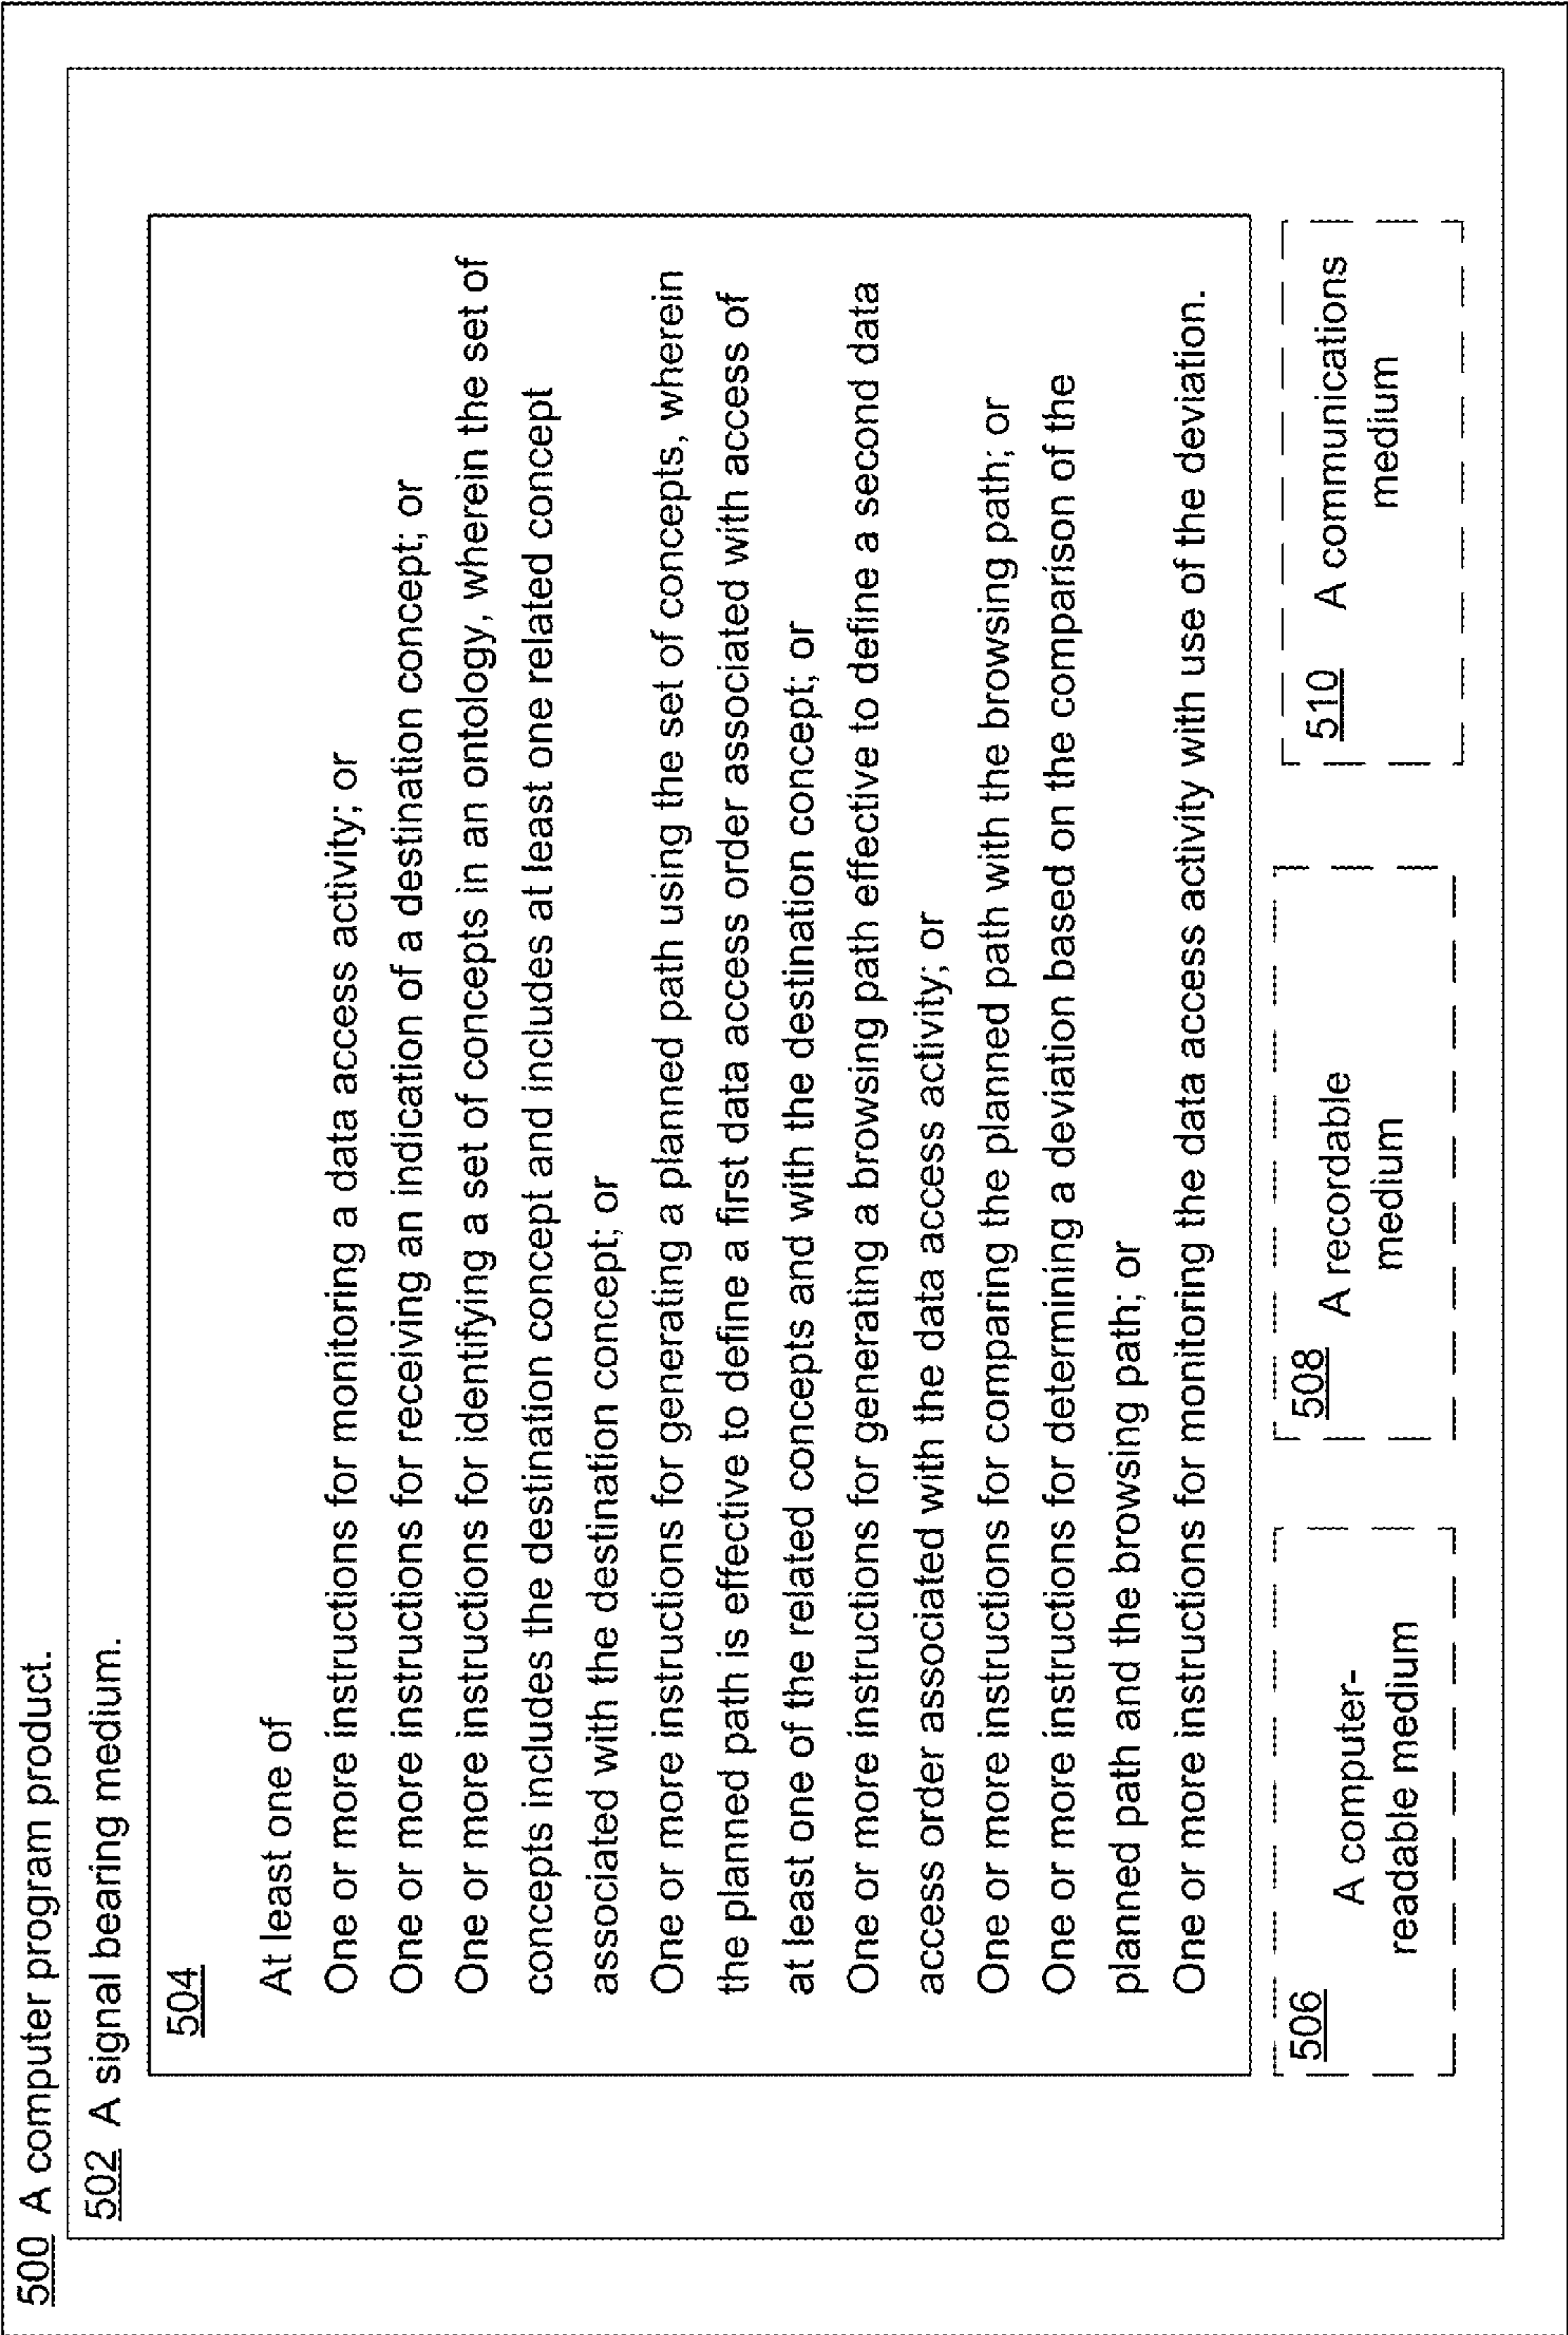 500 A computer program product.
502 A signal bearing medium.
504
At least one of
One or more instructions for monitoring a data access activity; or
One or more instructions for receiving an indication of a destination concept; or
One or more instructions for identifying a set of concepts in an ontology, wherein the set of
concepts includes the destination concept and includes at least one related concept
associated with the destination concept; or
One or more instructions for generating a planned path using the set of concepts, wherein
the planned path is effective to define a first data access order associated with access of
at least one of the related concepts and with the destination concept; or
One or more instructions for generating a browsing path effective to define a second data
access order associated with the data access activity; or
One or more instructions for comparing the planned path with the browsing path; or
One or more instructions for determining a deviation based on the comparison of the
planned path and the browsing path; or
One or more instructions for monitoring the data access activity with use of the deviation.
506 A computer-
readable medium
508 A recordable
medium
510 A communications
medium